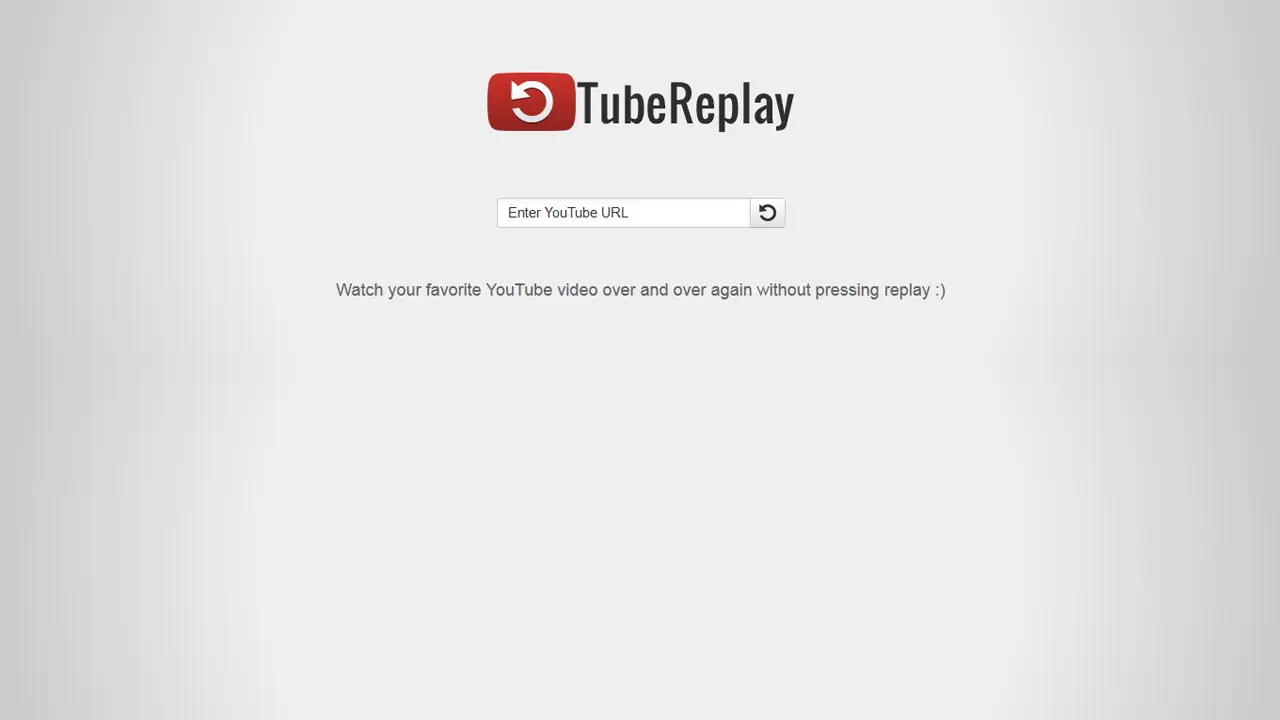 TubeReplay
Enter YouTube URL
Watch your favorite YouTube video over and over again without pressing replay :)